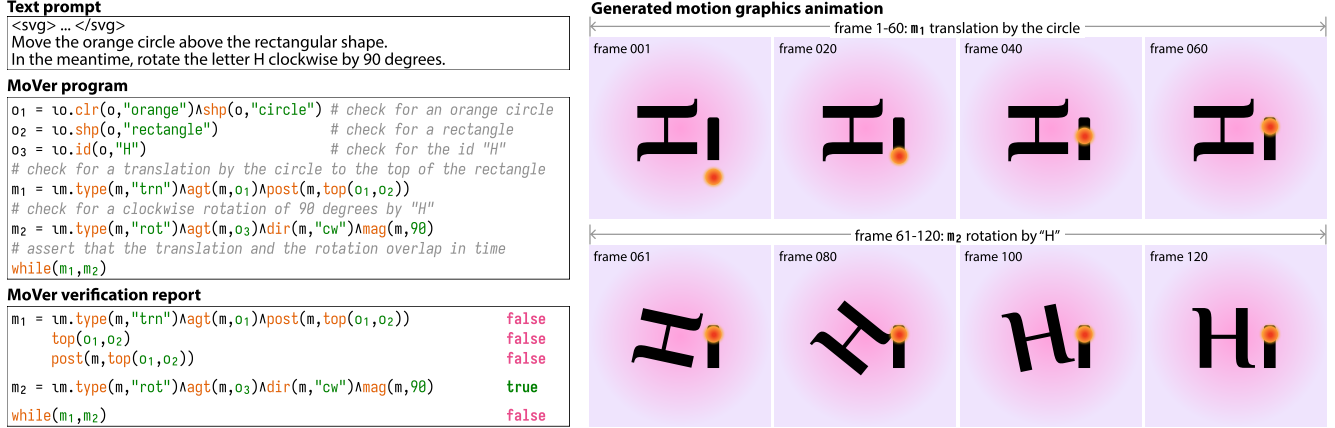 Text prompt
<svg> ... </svg>
Move the orange circle above the rectangular shape.
In the meantime, rotate the letter H clockwise by 90 degrees.
MoVer program
o₁ = ɩo.clr(o,"orange")∧shp(o,"circle") # check for an orange circle
o₂ = ɩo.shp(o,"rectangle") # check for a rectangle
o₃ = ɩo.id(o,"H") # check for the id "H"
# check for a translation by the circle to the top of the rectangle
m₁ = ɩm.type(m,"trn")∧agt(m,o₁)∧post(m,top(o₁,o₂))
# check for a clockwise rotation of 90 degrees by "H"
m₂ = ɩm.type(m,"rot")∧agt(m,o₃)∧dir(m,"cw")∧mag(m,90)
# assert that the translation and the rotation overlap in time
while(m₁,m₂)
MoVer verification report
m₁ = ɩm.type(m,"trn")∧agt(m,o₁)∧post(m,top(o₁,o₂)) false
top(o₁,o₂) false
post(m,top(o₁,o₂)) false
m₂ = ɩm.type(m,"rot")∧agt(m,o₃)∧dir(m,"cw")∧mag(m,90) true
while(m₁,m₂) false
Generated motion graphics animation
frame 1-60: m₁ translation by the circle
frame 001
H
frame 020
H
frame 040
H
frame 060
H
frame 61-120: m₂ rotation by “H”
frame 061
H
frame 080
H
frame 100
H
frame 120
H